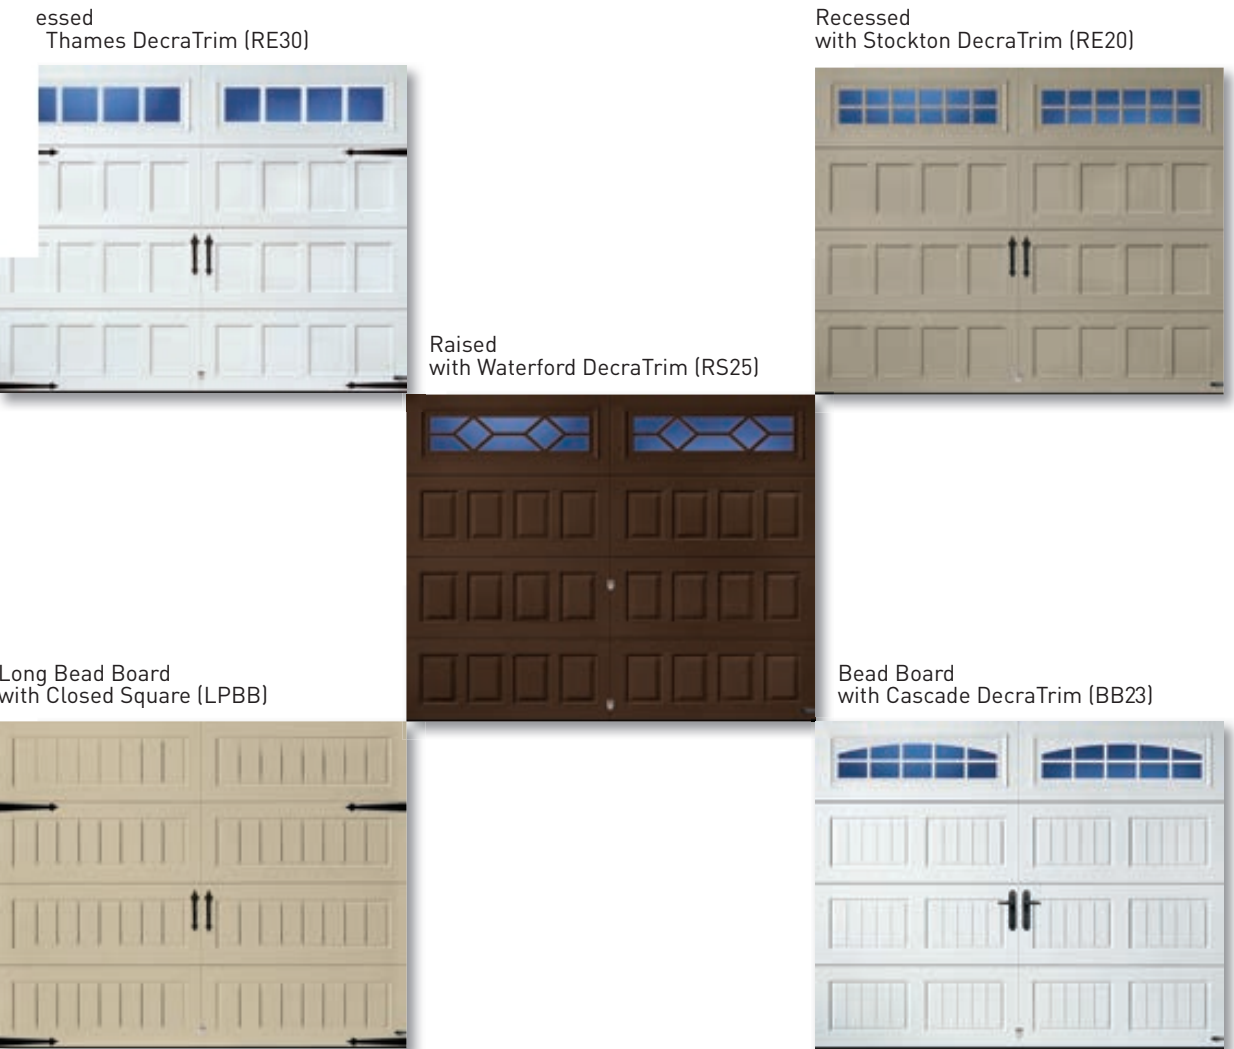 essed
Thames DecraTrim (RE30)
Recessed
with Stockton DecraTrim (RE20)
Raised
with Waterford DecraTrim (RS25)
Long Bead Board
with Closed Square (LPBB)
Bead Board
with Cascade DecraTrim (BB23)